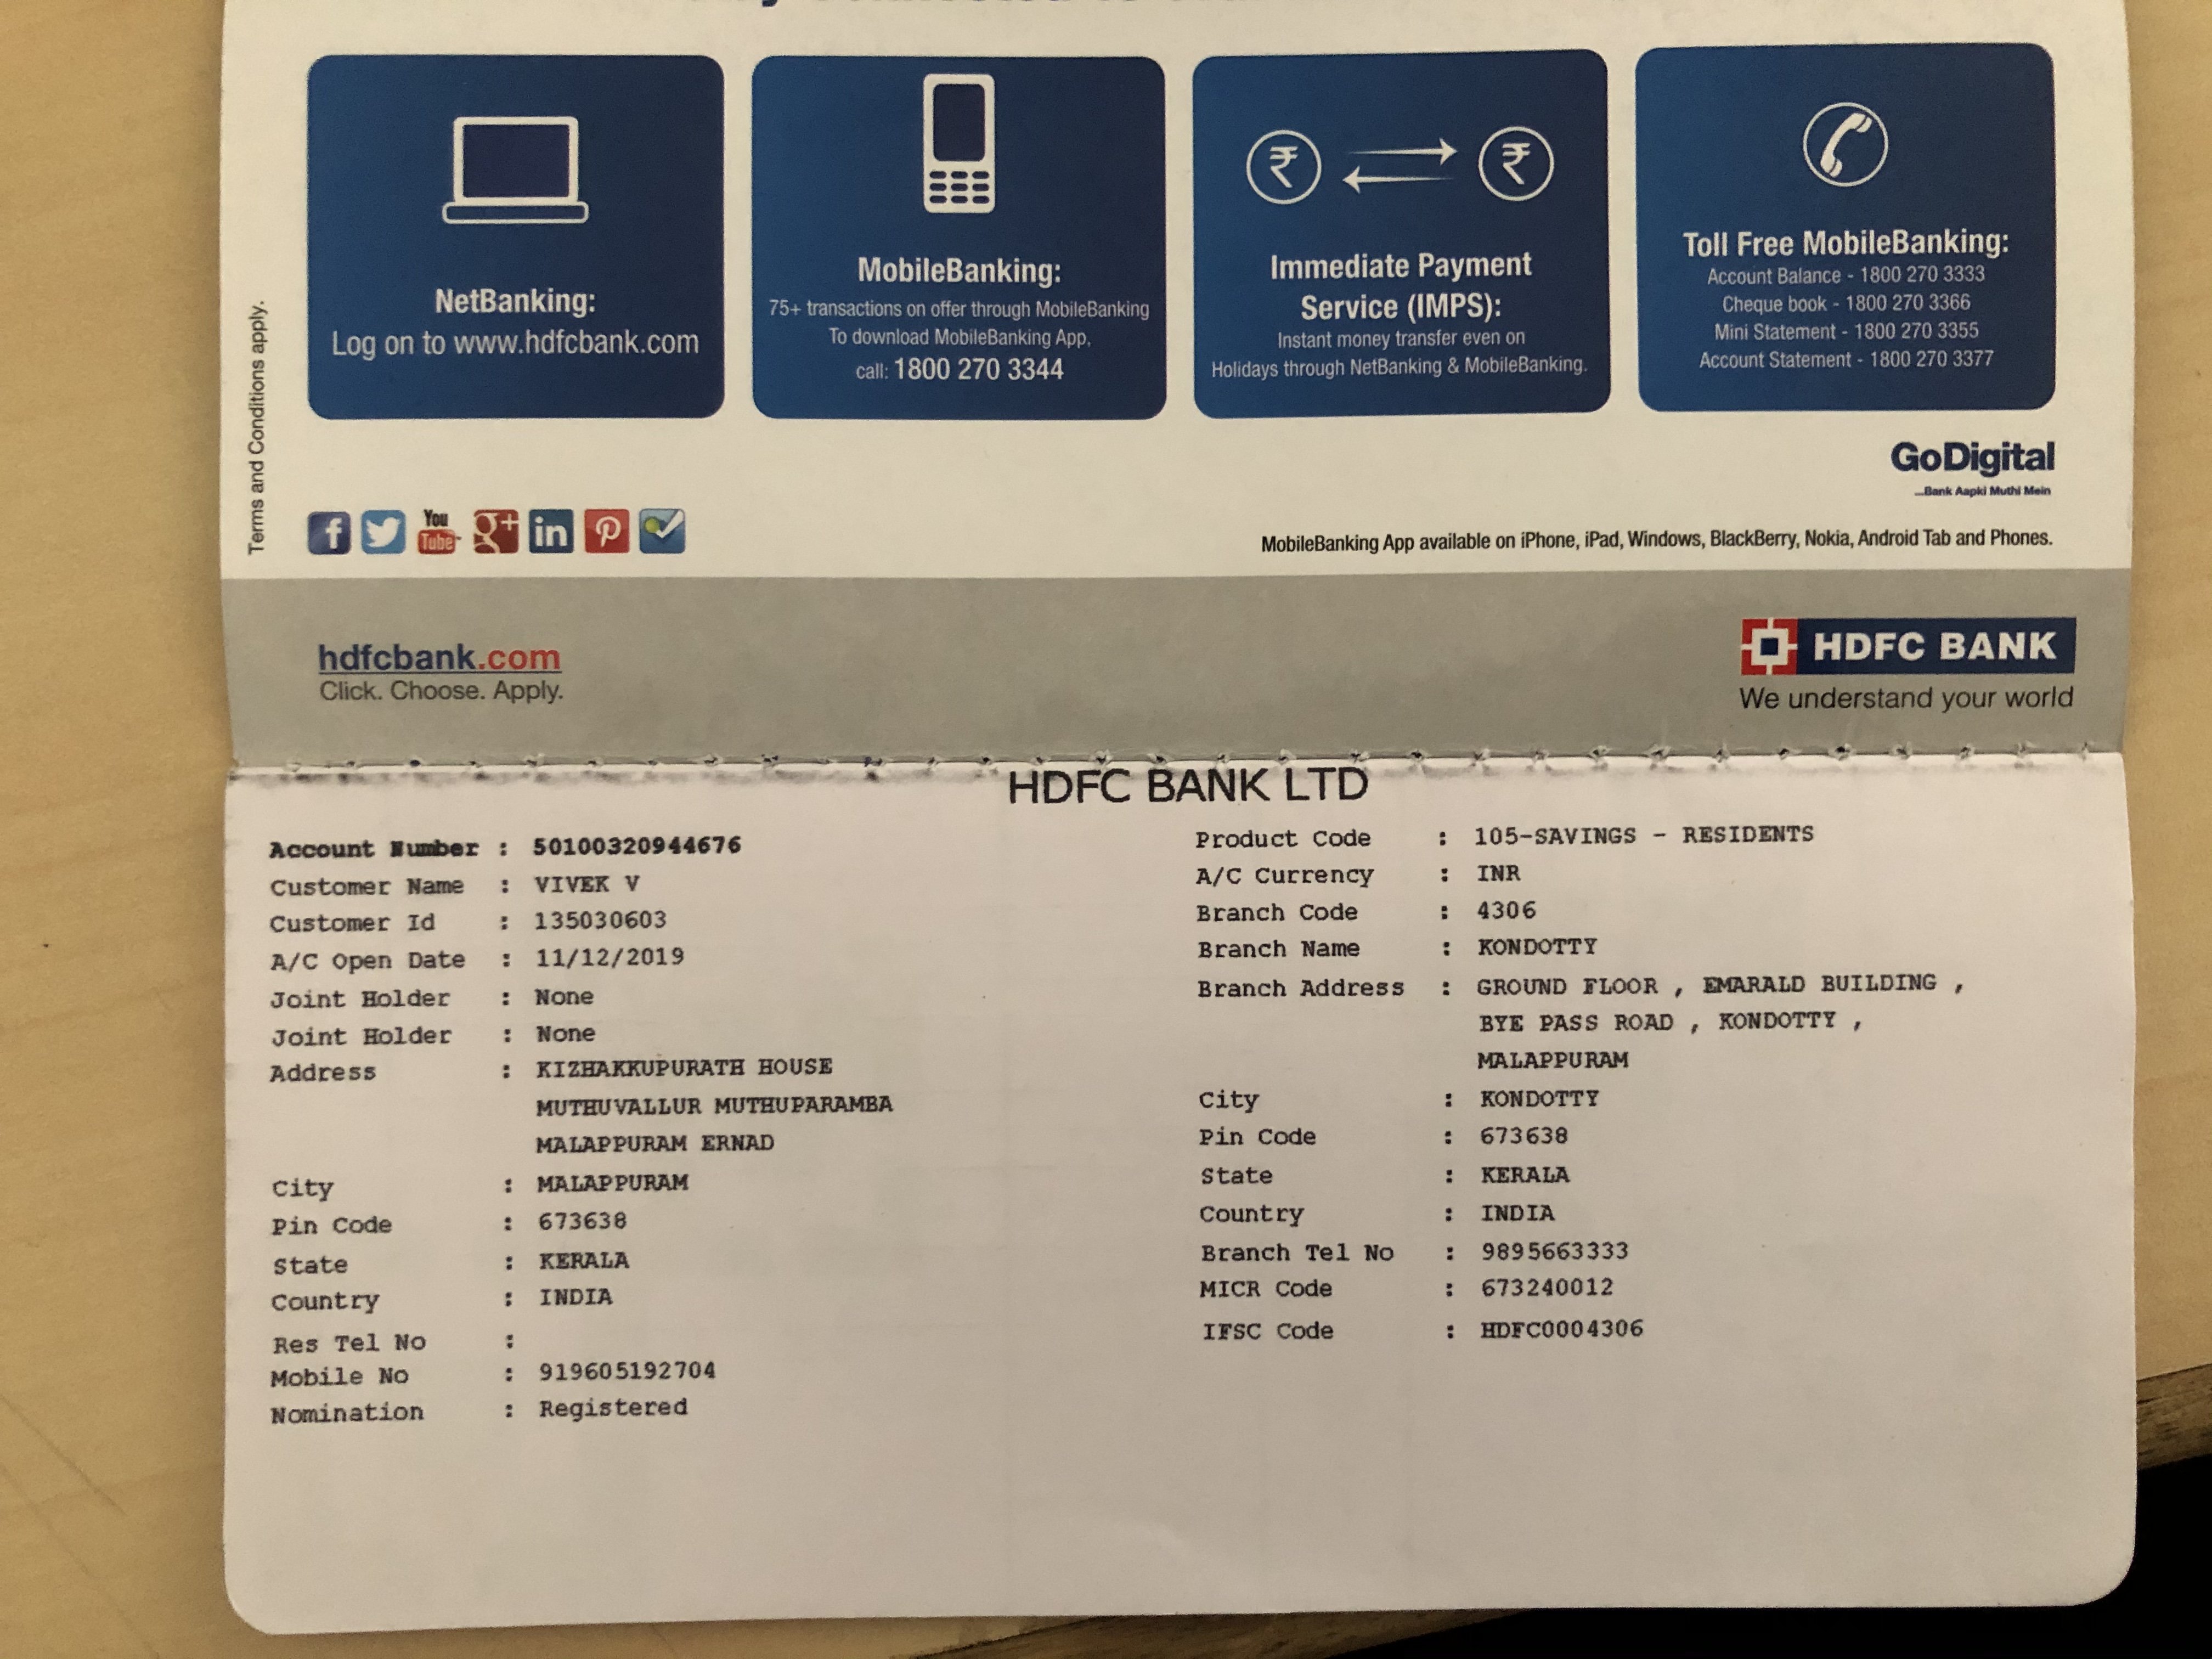 NetBanking:
Log on to www.hdfcbank.com
MobileBanking:
75+ transactions on offer through MobileBanking
To download MobileBanking App,
call: 1800 270 3344
Immediate Payment
Service (IMPS):
Instant money transfer even on
Holidays through NetBanking & MobileBanking.
Toll Free MobileBanking:
Account Balance - 1800 270 3333
Cheque book - 1800 270 3366
Mini Statement - 1800 270 3355
Account Statement - 1800 270 3377
Terms and Conditions apply.
GoDigital
...Bank Aapki Muthi Mein
f You Tube g+ in
MobileBanking App available on iPhone, iPad, Windows, BlackBerry, Nokia, Android Tab and Phones.
hdfcbank.com
Click. Choose. Apply.
HDFC BANK
We understand your world
HDFC BANK LTD
Account Number : 50100320944676
Customer Name : VIVEK V
Customer Id : 135030603
A/C Open Date : 11/12/2019
Joint Holder : None
Joint Holder : None
Address : KIZHAKKUPURATH HOUSE
MUTHUVALLUR MUTHUPARAMBA
MALAPPURAM ERNAD
City : MALAPPURAM
Pin Code : 673638
State : KERALA
Country : INDIA
Res Tel No :
Mobile No : 919605192704
Nomination : Registered
Product Code : 105-SAVINGS - RESIDENTS
A/C Currency : INR
Branch Code : 4306
Branch Name : KONDOTTY
Branch Address : GROUND FLOOR , EMARALD BUILDING ,
BYE PASS ROAD , KONDOTTY ,
MALAPPURAM
City : KONDOTTY
Pin Code : 673638
State : KERALA
Country : INDIA
Branch Tel No : 9895663333
MICR Code : 673240012
IFSC Code : HDFC0004306